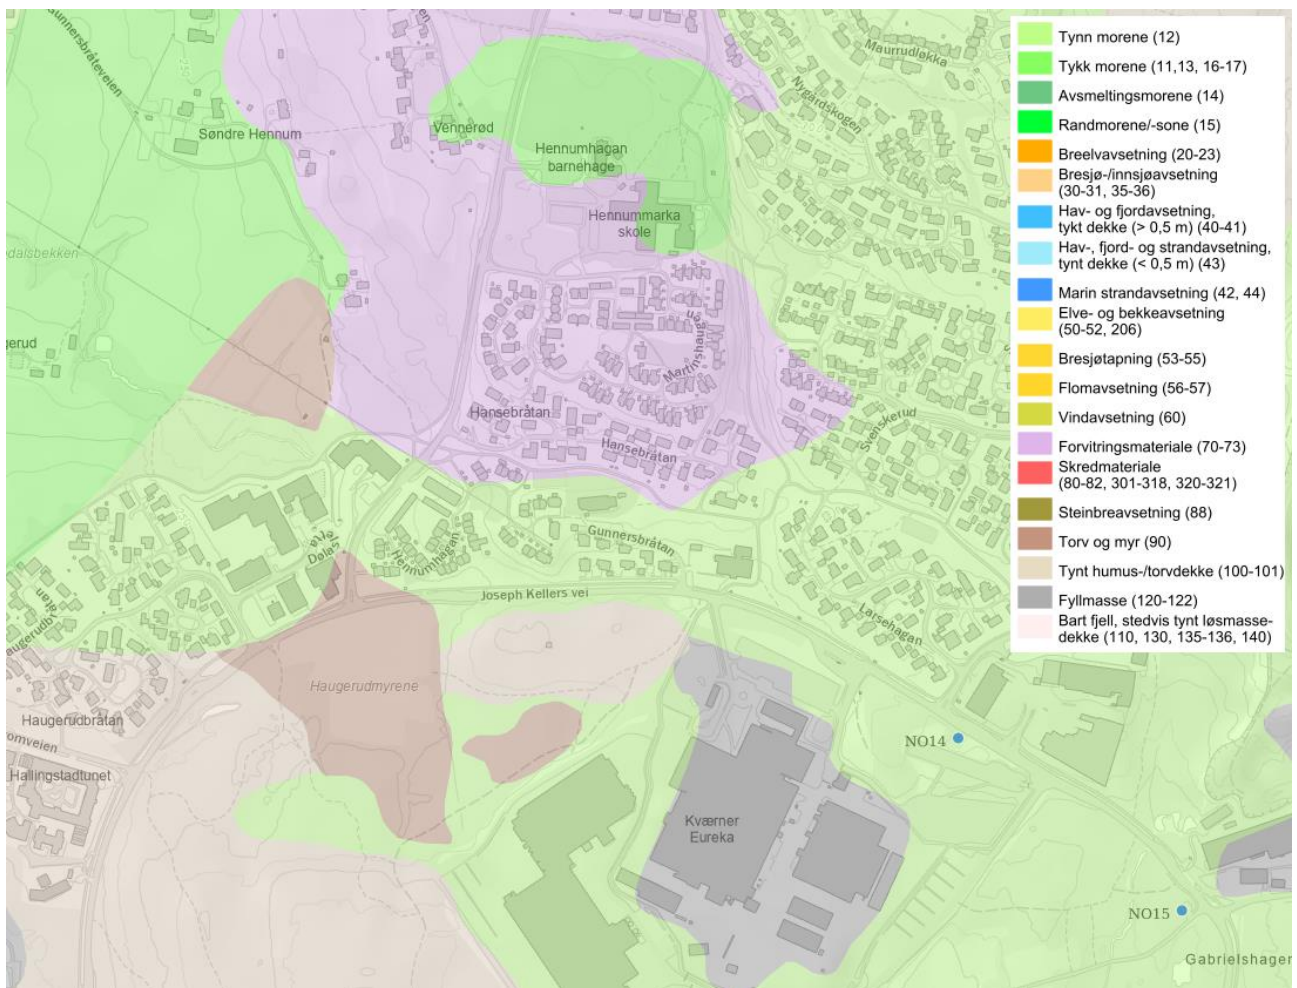 Gunnersbråteveien
Søndre Hennum
Vennerød
Hennumhagan
barnehage
Hennummarka
skole
Maurrudløkka
Nygårdskogen
Martinshaugen
Hansebråtan
Hansebråtan
Svenskerud
Gunnersbråtan
Hennumhagan
Døla
sletta
Joseph Kellers vei
Larsehagan
Haugerudmyrene
Haugerudbråtan
Hallingstadtunet
Kværner
Eureka
NO14
NO15
Gabrielshagen
Tynn morene (12)
Tykk morene (11,13, 16-17)
Avsmeltingsmorene (14)
Randmorene/-sone (15)
Breelvavsetning (20-23)
Bresjø-/innsjøavsetning
(30-31, 35-36)
Hav- og fjordavsetning,
tykt dekke (> 0,5 m) (40-41)
Hav-, fjord- og strandavsetning,
tynt dekke (< 0,5 m) (43)
Marin strandavsetning (42, 44)
Elve- og bekkeavsetning
(50-52, 206)
Bresjøtapning (53-55)
Flomavsetning (56-57)
Vindavsetning (60)
Forvitringsmateriale (70-73)
Skredmateriale
(80-82, 301-318, 320-321)
Steinbreavsetning (88)
Torv og myr (90)
Tynt humus-/torvdekke (100-101)
Fyllmasse (120-122)
Bart fjell, stedvis tynt løsmasse-
dekke (110, 130, 135-136, 140)